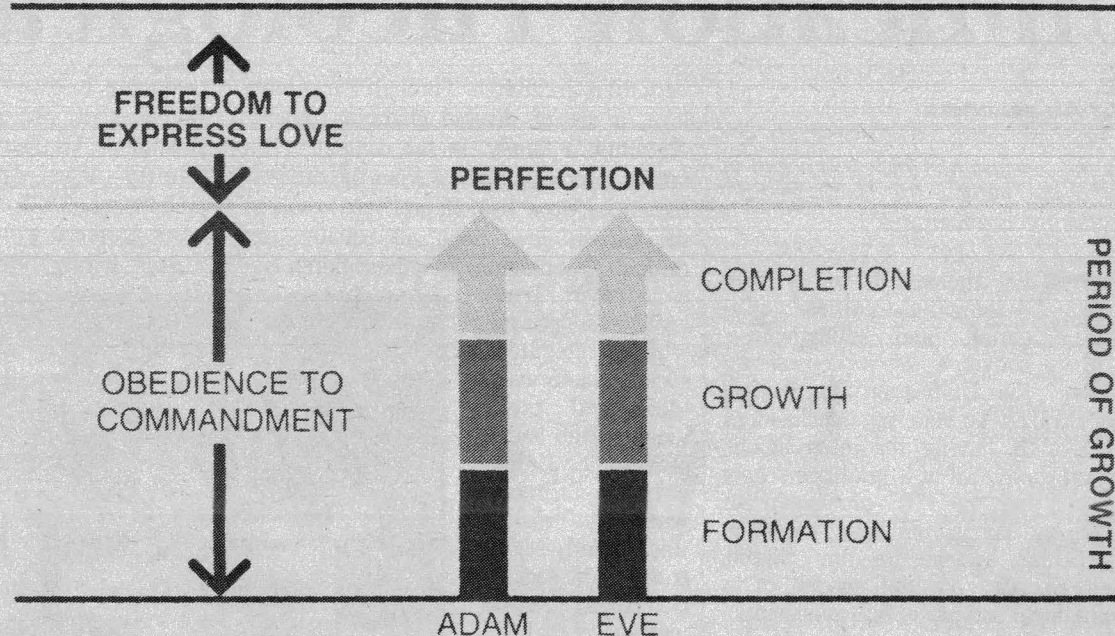 FREEDOM TO
EXPRESS LOVE
PERFECTION
COMPLETION
OBEDIENCE TO
COMMANDMENT
GROWTH
FORMATION
PERIOD OF GROWTH
ADAM
EVE